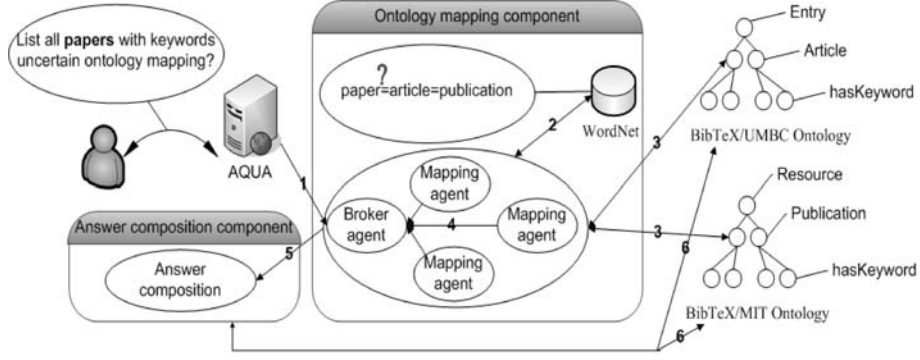 List all papers with keywords
uncertain ontology mapping?
AQUA
1
Ontology mapping component
?
paper=article=publication
WordNet
2
Mapping
agent
Broker
agent
4
Mapping
agent
Mapping
agent
5
Answer composition component
Answer
composition
3
Entry
Article
hasKeyword
BibTeX/UMBC Ontology
3
6
Resource
Publication
hasKeyword
BibTeX/MIT Ontology
6